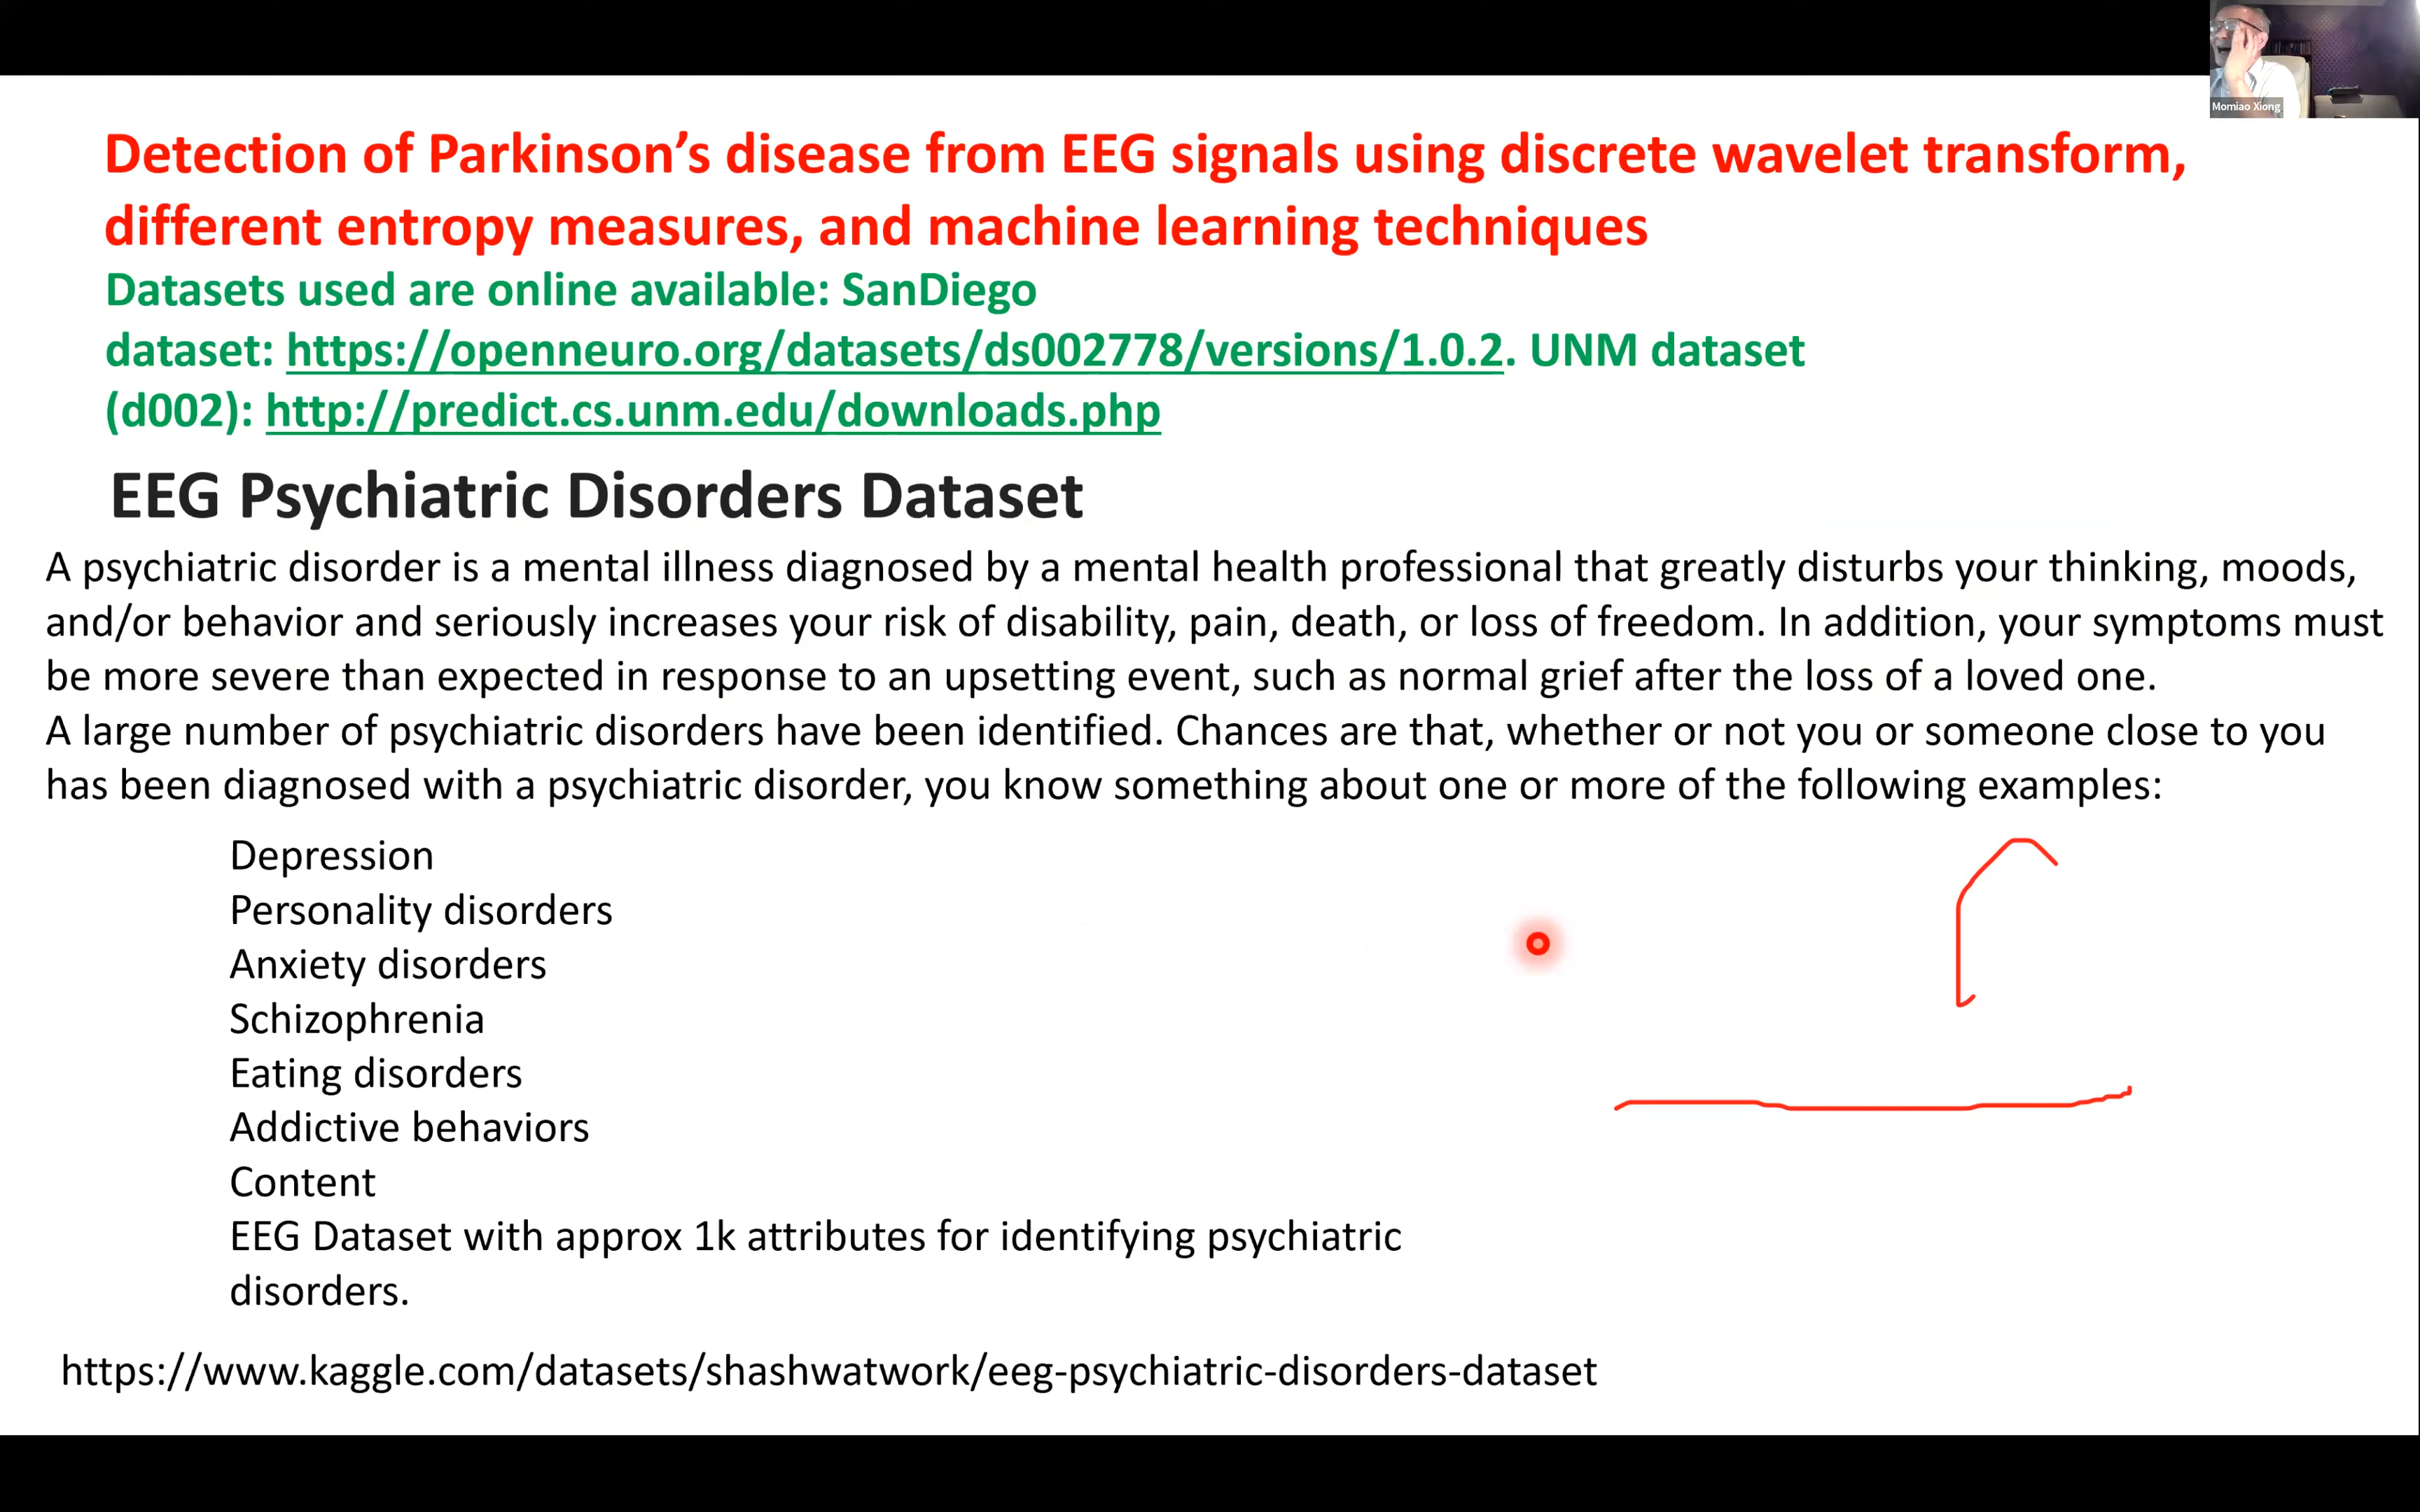 Momiao Xiong
Detection of Parkinson’s disease from EEG signals using discrete wavelet transform,
different entropy measures, and machine learning techniques
Datasets used are online available: SanDiego
dataset: https://openneuro.org/datasets/ds002778/versions/1.0.2. UNM dataset
(d002): http://predict.cs.unm.edu/downloads.php
EEG Psychiatric Disorders Dataset
A psychiatric disorder is a mental illness diagnosed by a mental health professional that greatly disturbs your thinking, moods,
and/or behavior and seriously increases your risk of disability, pain, death, or loss of freedom. In addition, your symptoms must
be more severe than expected in response to an upsetting event, such as normal grief after the loss of a loved one.
A large number of psychiatric disorders have been identified. Chances are that, whether or not you or someone close to you
has been diagnosed with a psychiatric disorder, you know something about one or more of the following examples:
Depression
Personality disorders
Anxiety disorders
Schizophrenia
Eating disorders
Addictive behaviors
Content
EEG Dataset with approx 1k attributes for identifying psychiatric
disorders.
https://www.kaggle.com/datasets/shashwatwork/eeg-psychiatric-disorders-dataset